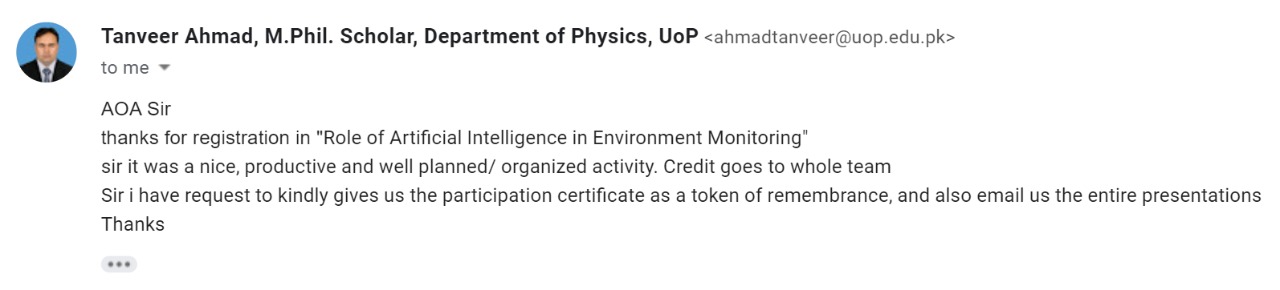 Tanveer Ahmad, M.Phil. Scholar, Department of Physics, UoP <ahmadtanveer@uop.edu.pk>
to me
AOA Sir
thanks for registration in "Role of Artificial Intelligence in Environment Monitoring"
sir it was a nice, productive and well planned/ organized activity. Credit goes to whole team
Sir i have request to kindly gives us the participation certificate as a token of remembrance, and also email us the entire presentations
Thanks